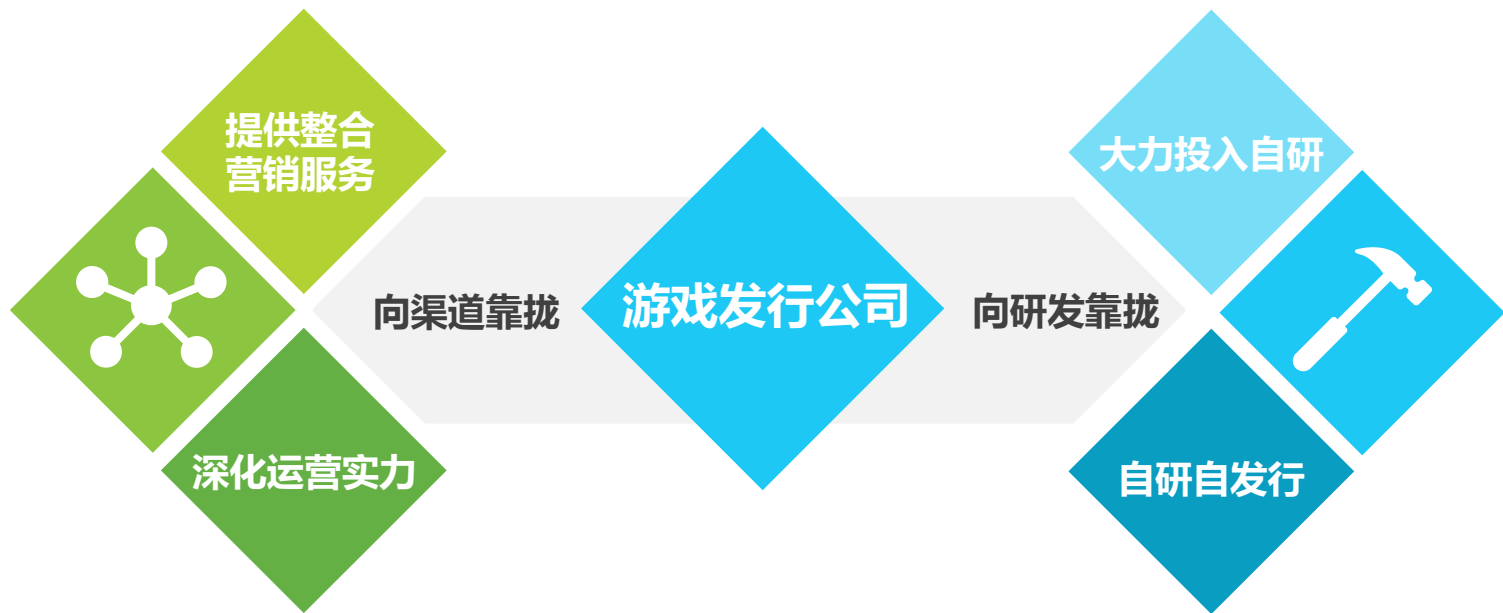 提供整合
营销服务
深化运营实力
向渠道靠拢
游戏发行公司
向研发靠拢
大力投入自研
自研自发行